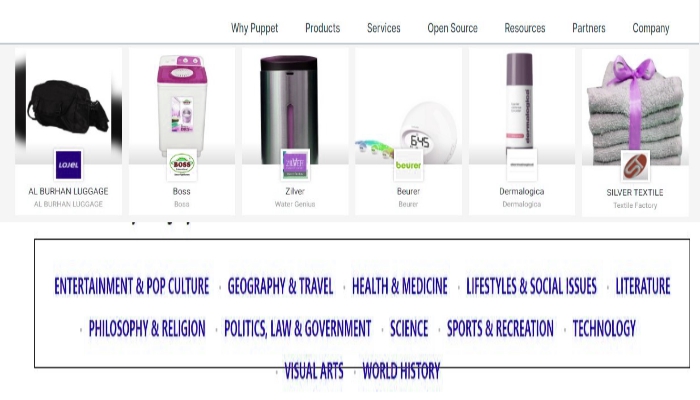 Why Puppet Products Services Open Source Resources Partners Company
LOJEL BOSS ZILVER beurer
AL BURHAN LUGGAGE Boss Zilver Beurer Dermalogica SILVER TEXTILE
AL BURHAN LUGGAGE Boss Water Genius Beurer Dermalogica Textile Factory
ENTERTAINMENT & POP CULTURE · GEOGRAPHY & TRAVEL · HEALTH & MEDICINE · LIFESTYLES & SOCIAL ISSUES · LITERATURE
· PHILOSOPHY & RELIGION · POLITICS, LAW & GOVERNMENT · SCIENCE · SPORTS & RECREATION · TECHNOLOGY
· VISUAL ARTS · WORLD HISTORY